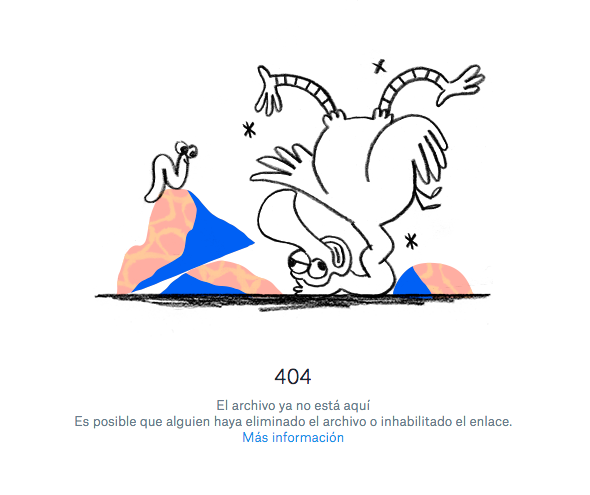 404
El archivo ya no está aquí
Es posible que alguien haya eliminado el archivo o inhabilitado el enlace.
Más información